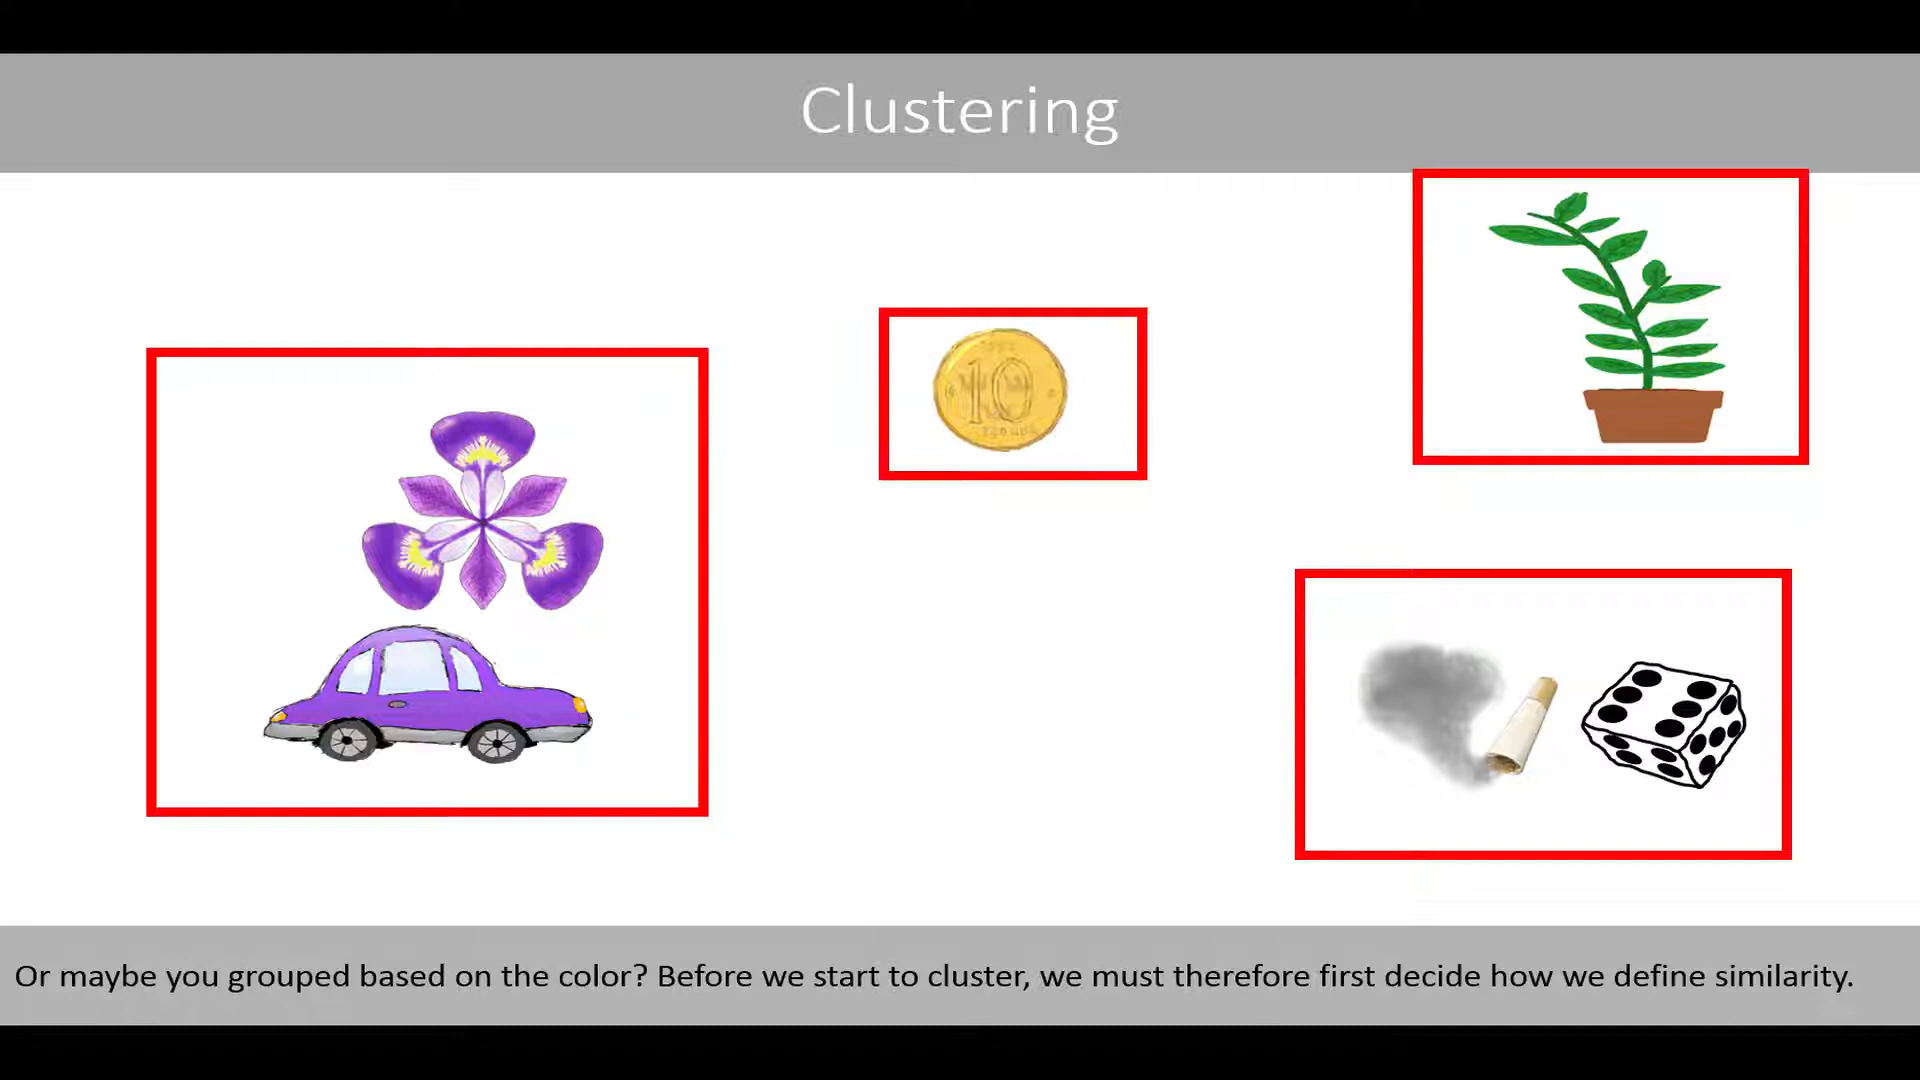 Clustering
10
Or maybe you grouped based on the color? Before we start to cluster, we must therefore first decide how we define similarity.